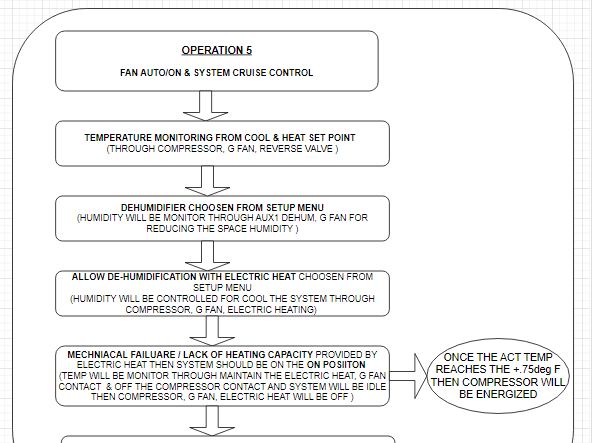 OPERATION 5
FAN AUTO/ON & SYSTEM CRUISE CONTROL
TEMPERATURE MONITORING FROM COOL & HEAT SET POINT
(THROUGH COMPRESSOR, G FAN, REVERSE VALVE )
DEHUMIDIFIER CHOOSEN FROM SETUP MENU
(HUMIDITY WILL BE MONITOR THROUGH AUX1 DEHUM, G FAN FOR
REDUCING THE SPACE HUMIDITY )
ALLOW DE-HUMIDIFICATION WITH ELECTRIC HEAT CHOOSEN FROM
SETUP MENU
(HUMIDITY WILL BE CONTROLLED FOR COOL THE SYSTEM THROUGH
COMPRESSOR, G FAN, ELECTRIC HEATING)
MECHNIACAL FAILUARE / LACK OF HEATING CAPACITY PROVIDED BY
ELECTRIC HEAT THEN SYSTEM SHOULD BE ON THE ON POSIITON
(TEMP WILL BE MONITOR THROUGH MAINTAIN THE ELECTRIC HEAT, G FAN
CONTACT & OFF THE COMPRESSOR CONTACT AND SYSTEM WILL BE IDLE
THEN COMPRESSOR, G FAN, ELECTRIC HEAT WILL BE OFF )
ONCE THE ACT TEMP
REACHES THE +.75deg F
THEN COMPRESSOR WILL
BE ENERGIZED